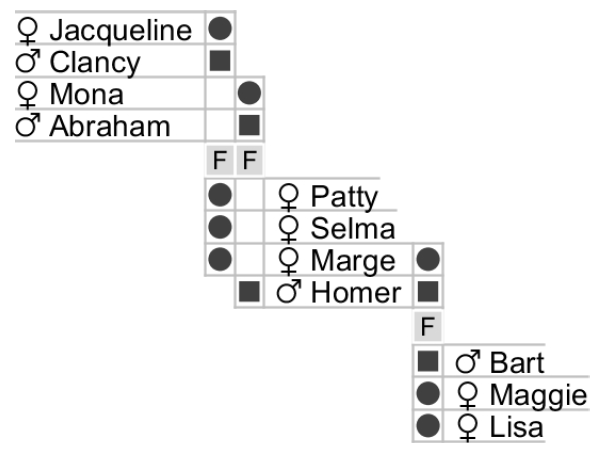 ♀ Jacqueline
♂ Clancy
♀ Mona
♂ Abraham
F F
♀ Patty
♀ Selma
♀ Marge
♂ Homer
F
♂ Bart
♀ Maggie
♀ Lisa